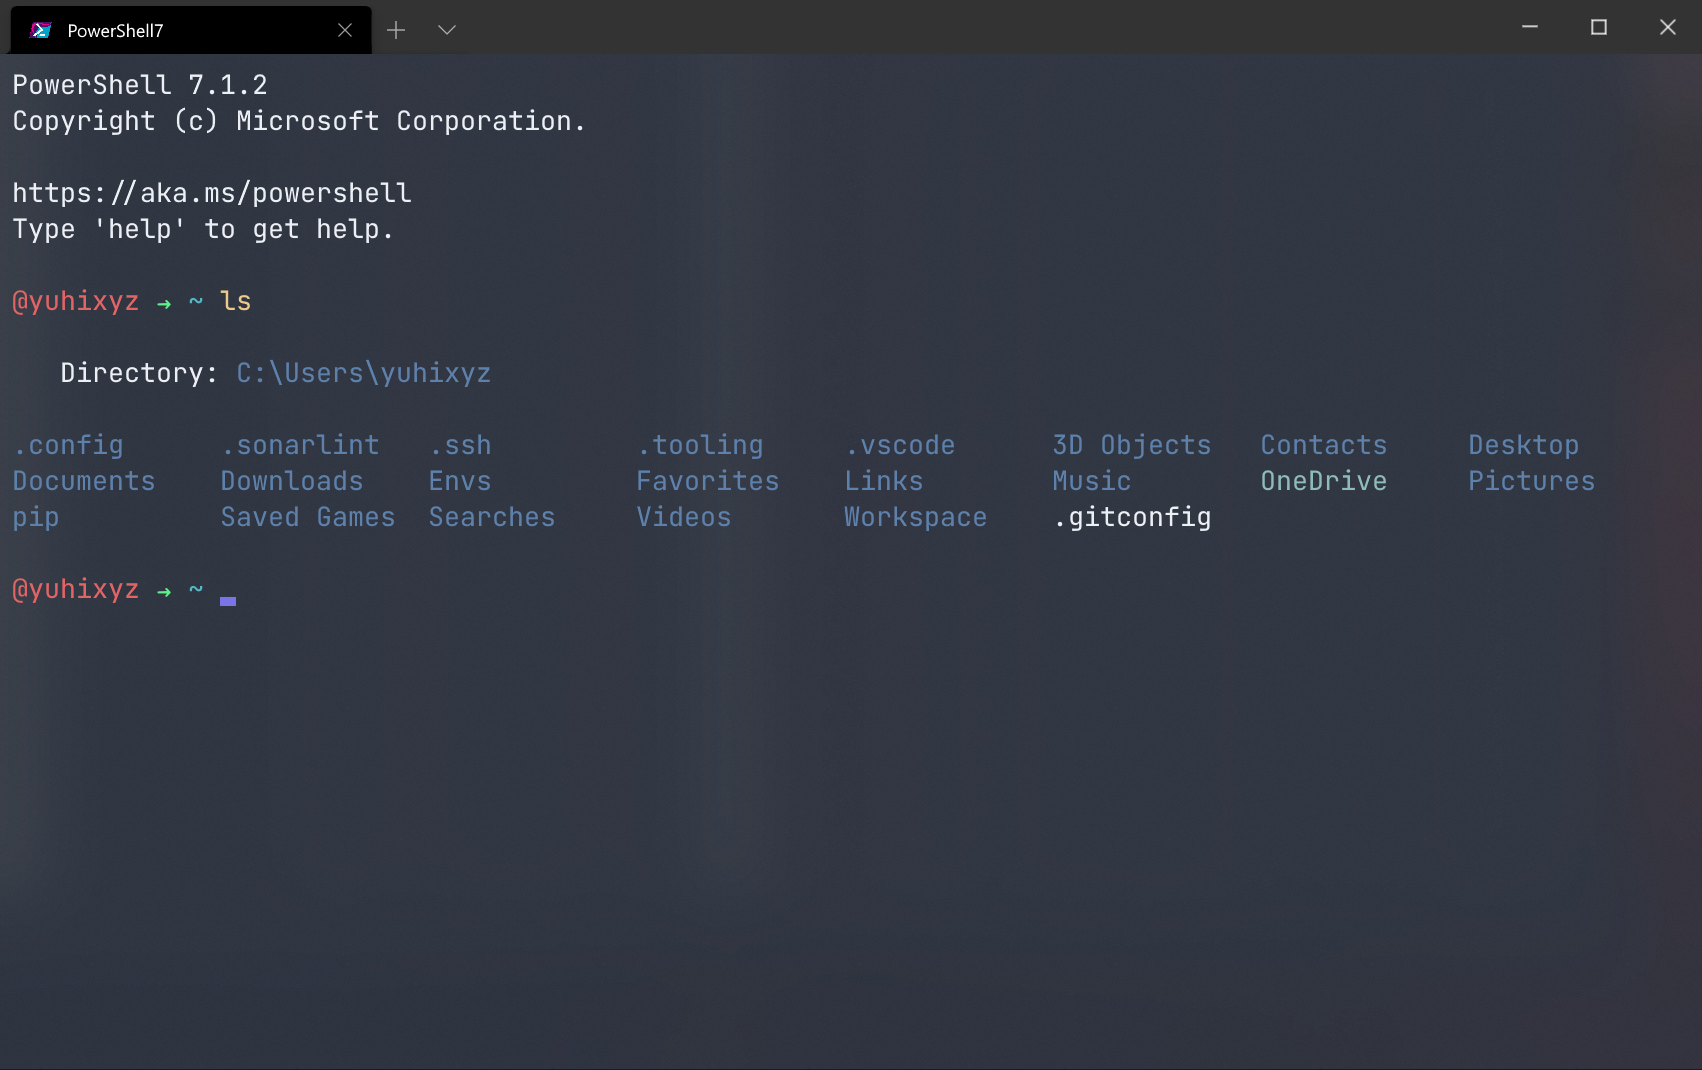 PowerShell7
PowerShell 7.1.2
Copyright (c) Microsoft Corporation.
https://aka.ms/powershell
Type 'help' to get help.
@yuhixyz → ~ ls
Directory: C:\Users\yuhixyz
.config .sonarlint .ssh .tooling .vscode 3D Objects Contacts Desktop
Documents Downloads Envs Favorites Links Music OneDrive Pictures
pip Saved Games Searches Videos Workspace .gitconfig
@yuhixyz → ~